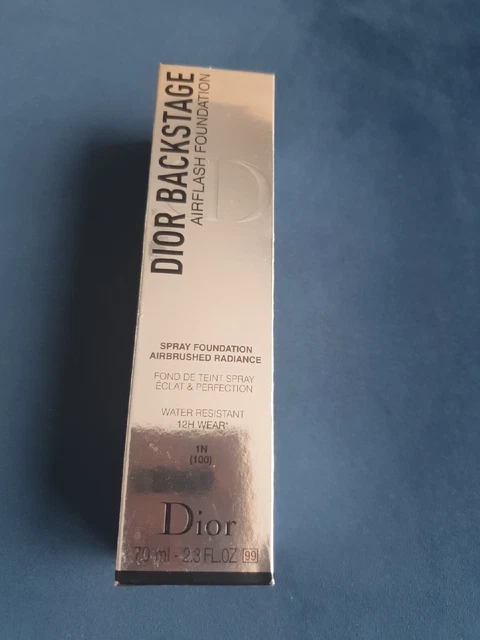 DIOR BACKSTAGE
AIRFLASH FOUNDATION
D
SPRAY FOUNDATION
AIRBRUSHED RADIANCE
FOND DE TEINT SPRAY
ÉCLAT & PERFECTION
WATER RESISTANT
12H WEAR*
1N
(100)
Dior
70 ml - 2.3 FL.OZ 99